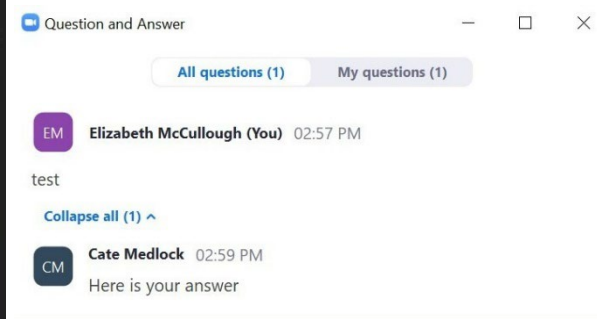 Question and Answer
All questions (1) My questions (1)
EM Elizabeth McCullough (You) 02:57 PM
test
Collapse all (1)
CM Cate Medlock 02:59 PM
Here is your answer